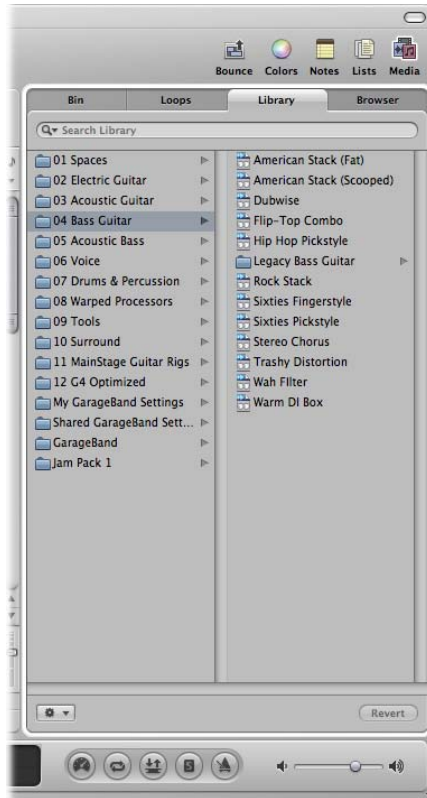 Bounce Colors Notes Lists Media
Bin Loops Library Browser
Search Library
01 Spaces
02 Electric Guitar
03 Acoustic Guitar
04 Bass Guitar
05 Acoustic Bass
06 Voice
07 Drums & Percussion
08 Warped Processors
09 Tools
10 Surround
11 MainStage Guitar Rigs
12 G4 Optimized
My GarageBand Settings
Shared GarageBand Sett...
GarageBand
Jam Pack 1
American Stack (Fat)
American Stack (Scooped)
Dubwise
Flip-Top Combo
Hip Hop Pickstyle
Legacy Bass Guitar
Rock Stack
Sixties Fingerstyle
Sixties Pickstyle
Stereo Chorus
Trashy Distortion
Wah FIlter
Warm DI Box
Revert
S